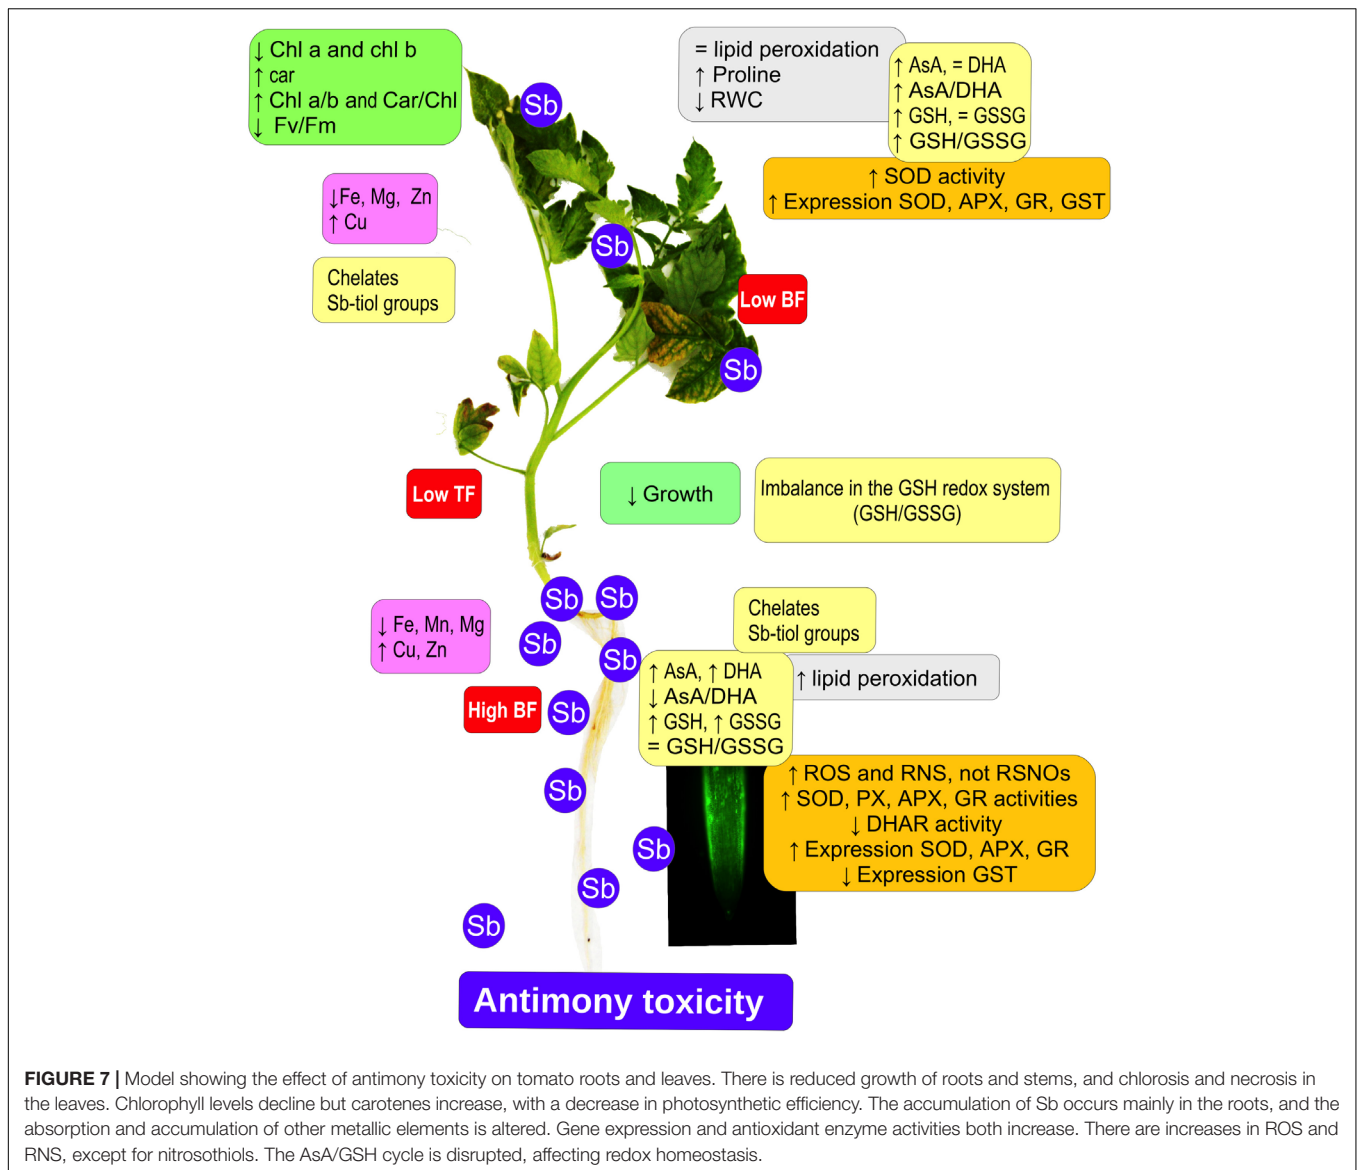 ↓ Chl a and chl b
↑ car
↑ Chl a/b and Car/Chl
↓ Fv/Fm
= lipid peroxidation
↑ Proline
↓ RWC
↑ AsA, = DHA
↑ AsA/DHA
↑ GSH, = GSSG
↑ GSH/GSSG
↑ SOD activity
↑ Expression SOD, APX, GR, GST
Sb
↓Fe, Mg, Zn
↑ Cu
Sb
Chelates
Sb-tiol groups
Low BF
Sb
Low TF
↓ Growth
Imbalance in the GSH redox system
(GSH/GSSG)
Sb
Sb
Sb
Sb
↓ Fe, Mn, Mg
↑ Cu, Zn
Chelates
Sb-tiol groups
↑ AsA, ↑ DHA
↓ AsA/DHA
↑ GSH, ↑ GSSG
= GSH/GSSG
↑ lipid peroxidation
High BF
Sb
Sb
↑ ROS and RNS, not RSNOs
↑ SOD, PX, APX, GR activities
↓ DHAR activity
↑ Expression SOD, APX, GR
↓ Expression GST
Sb
Sb
Sb
Antimony toxicity
FIGURE 7 | Model showing the effect of antimony toxicity on tomato roots and leaves. There is reduced growth of roots and stems, and chlorosis and necrosis in
the leaves. Chlorophyll levels decline but carotenes increase, with a decrease in photosynthetic efficiency. The accumulation of Sb occurs mainly in the roots, and the
absorption and accumulation of other metallic elements is altered. Gene expression and antioxidant enzyme activities both increase. There are increases in ROS and
RNS, except for nitrosothiols. The AsA/GSH cycle is disrupted, affecting redox homeostasis.